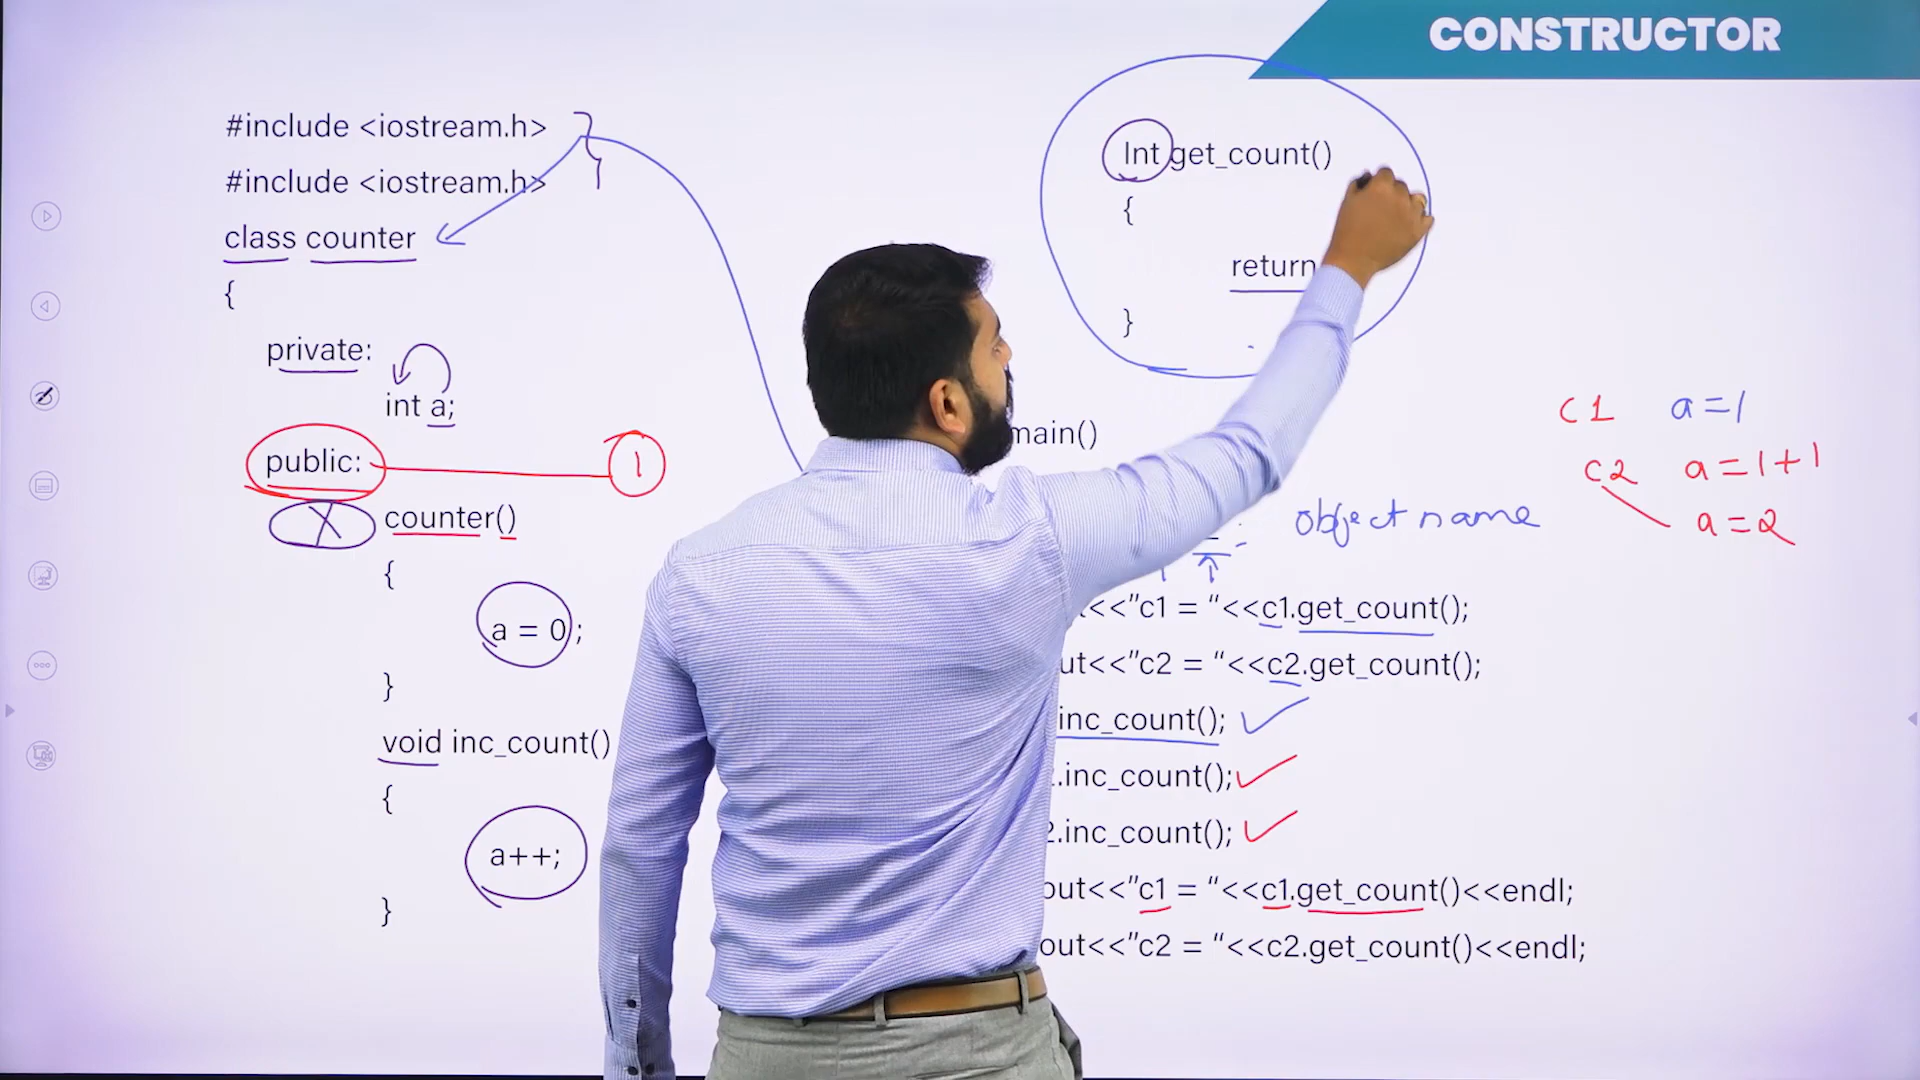 CONSTRUCTOR
#include <iostream.h>
#include <iostream.h>
class counter
{
private:
int a;
public:
1
X
counter()
{
a = 0;
}
void inc_count()
{
a++;
}
Int get_count()
{
return
}
main()
object name
<<"c1 = "<<c1.get_count();
ut<<"c2 = "<<c2.get_count();
inc_count();
.inc_count();
2.inc_count();
out<<"c1 = "<<c1.get_count()<<endl;
out<<"c2 = "<<c2.get_count()<<endl;
C1 a=1
C2 a=1+1
a=2